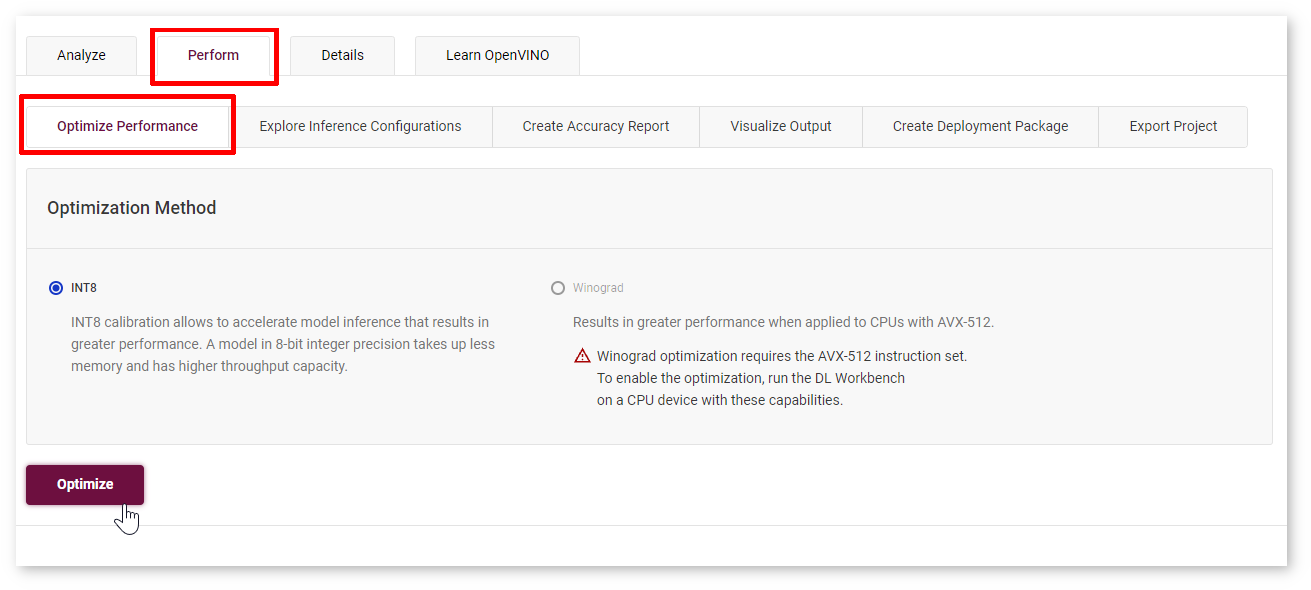 Analyze
Perform
Details
Learn OpenVINO
Optimize Performance
Explore Inference Configurations
Create Accuracy Report
Visualize Output
Create Deployment Package
Export Project
Optimization Method
INT8
INT8 calibration allows to accelerate model inference that results in
greater performance. A model in 8-bit integer precision takes up less
memory and has higher throughput capacity.
Winograd
Results in greater performance when applied to CPUs with AVX-512.
Winograd optimization requires the AVX-512 instruction set.
To enable the optimization, run the DL Workbench
on a CPU device with these capabilities.
Optimize